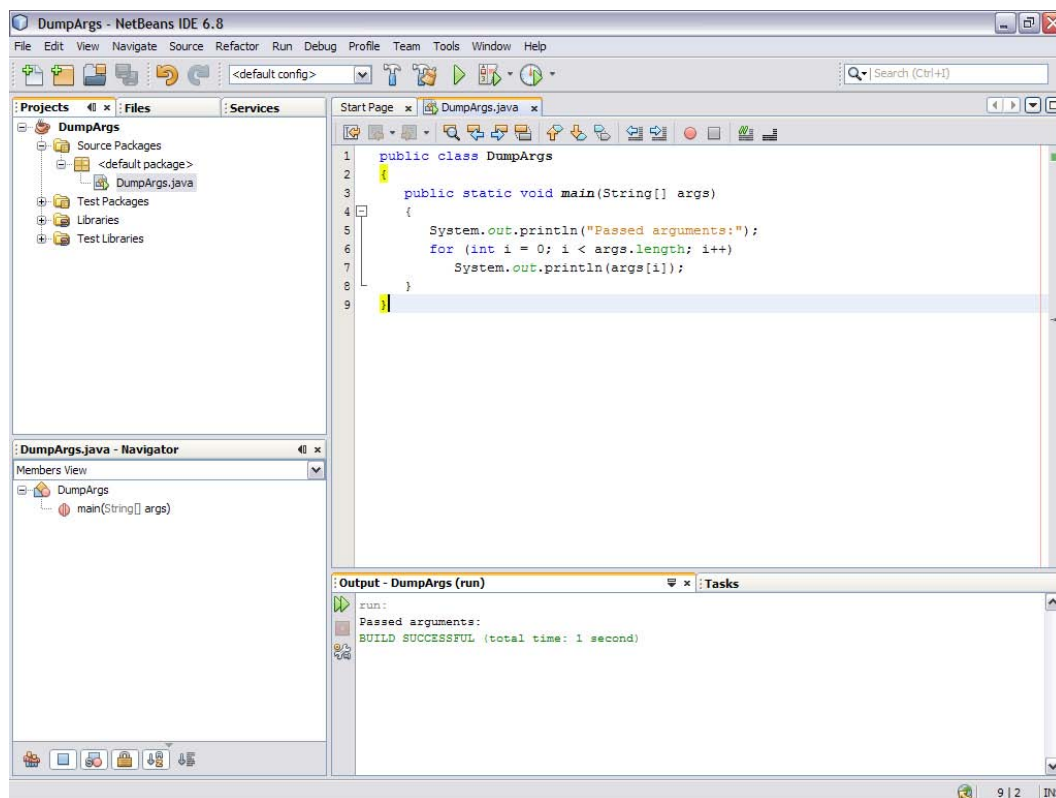 DumpArgs - NetBeans IDE 6.8
File Edit View Navigate Source Refactor Run Debug Profile Team Tools Window Help
<default config>
Search (Ctrl+I)
Projects
Files
Services
DumpArgs
Source Packages
<default package>
DumpArgs.java
Test Packages
Libraries
Test Libraries
Start Page
DumpArgs.java
1 public class DumpArgs
2 {
3 public static void main(String[] args)
4 {
5 System.out.println("Passed arguments:");
6 for (int i = 0; i < args.length; i++)
7 System.out.println(args[i]);
8 }
9 }
DumpArgs.java - Navigator
Members View
DumpArgs
main(String[] args)
Output - DumpArgs (run)
Tasks
run:
Passed arguments:
BUILD SUCCESSFUL (total time: 1 second)
9 | 2
IN